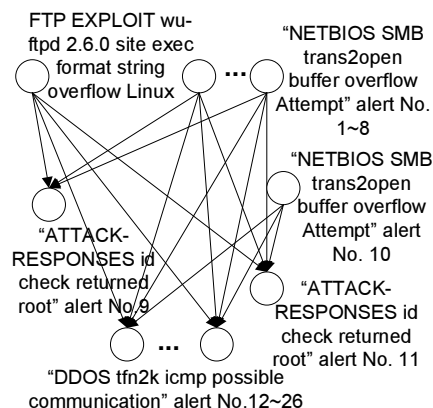 FTP EXPLOIT wu-
ftpd 2.6.0 site exec
format string
overflow Linux
...
“NETBIOS SMB
trans2open
buffer overflow
Attempt” alert No.
1~8
“NETBIOS SMB
trans2open
buffer overflow
Attempt” alert
No. 10
“ATTACK-
RESPONSES id
check returned
root” alert No.9
“ATTACK-
RESPONSES id
check returned
root” alert No. 11
...
“DDOS tfn2k icmp possible
communication” alert No.12~26